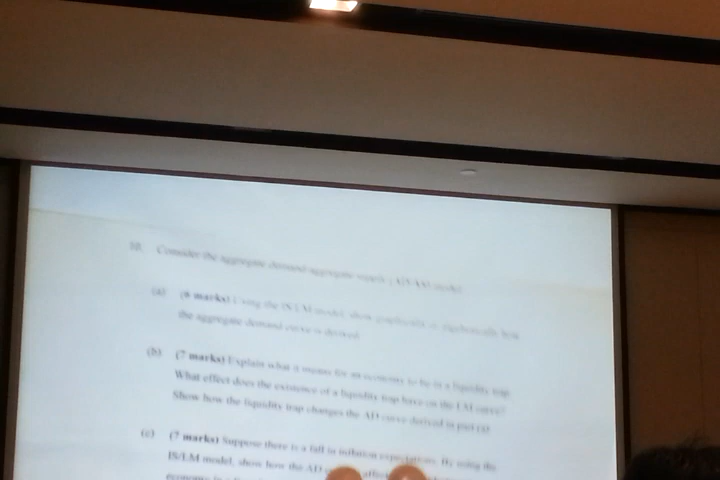 10. Consider the aggregate demand-aggregate supply (AD/AS) model.
(a) (6 marks) Using the IS/LM model, show graphically or algebraically how
the aggregate demand curve is derived.
(b) (7 marks) Explain what it means for an economy to be in a liquidity trap.
What effect does the existence of a liquidity trap have on the LM curve?
Show how the liquidity trap changes the AD curve derived in part (a).
(c) (7 marks) Suppose there is a fall in inflation expectations. By using the
IS/LM model, show how the AD
economy is